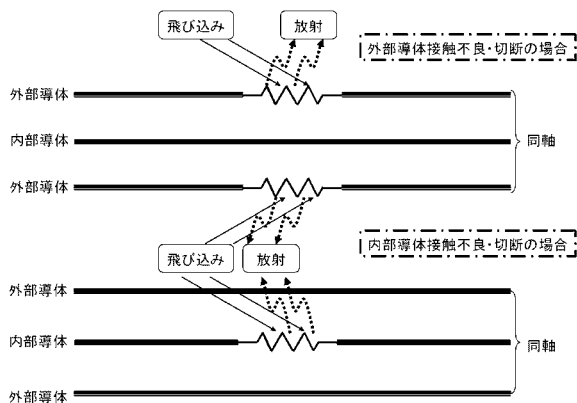 飛び込み
放射
外部導体接触不良・切断の場合
外部導体
内部導体
同軸
外部導体
内部導体接触不良・切断の場合
飛び込み
放射
外部導体
内部導体
同軸
外部導体